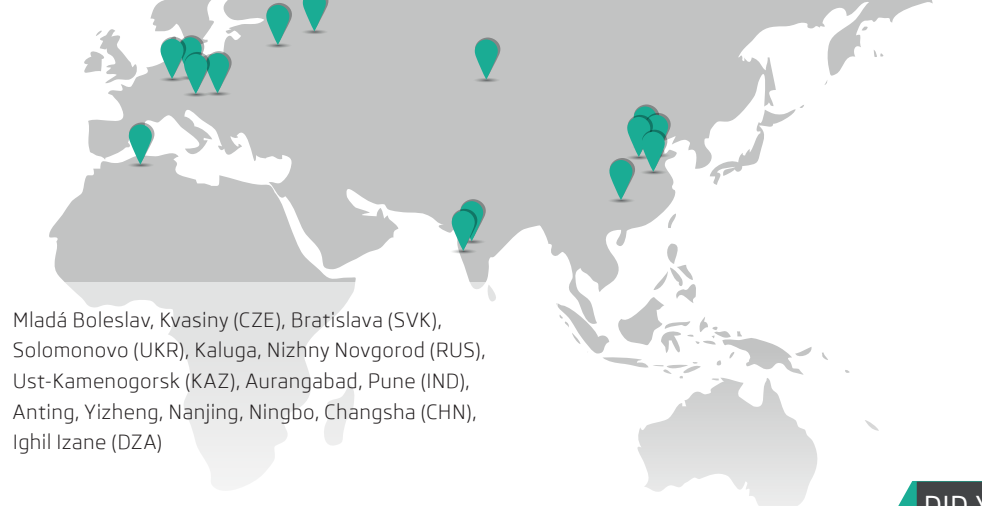 Mladá Boleslav, Kvasiny (CZE), Bratislava (SVK),
Solomonovo (UKR), Kaluga, Nizhny Novgorod (RUS),
Ust-Kamenogorsk (KAZ), Aurangabad, Pune (IND),
Anting, Yizheng, Nanjing, Ningbo, Changsha (CHN),
Ighil Izane (DZA)
DID